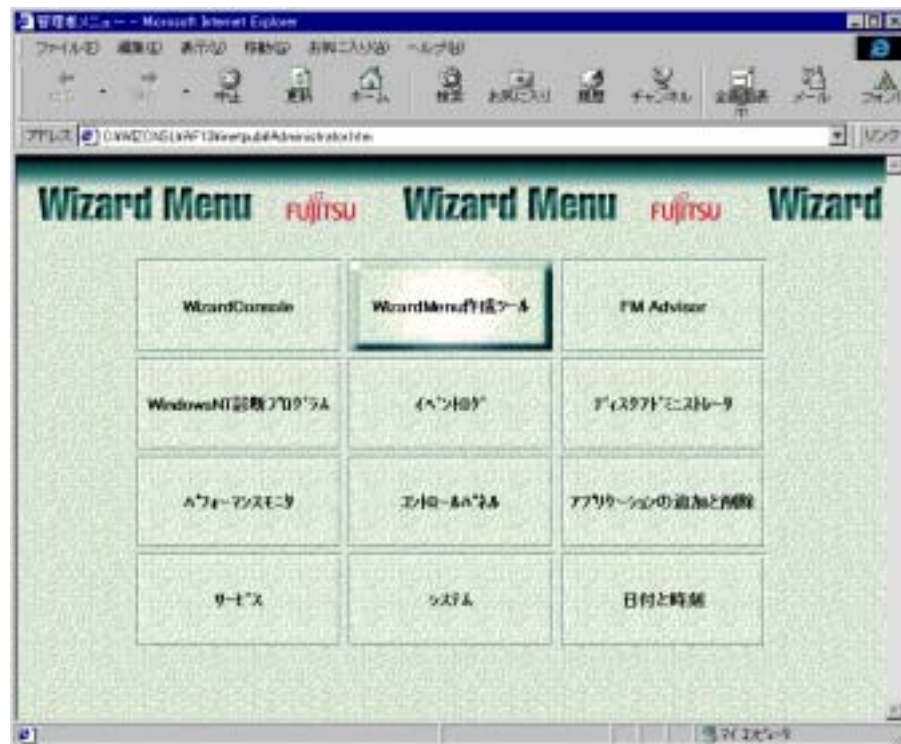 管理者メニュー - Microsoft Internet Explorer
ファイル(F) 編集(E) 表示(V) 移動(G) お気に入り(A) ヘルプ(H)
中止 更新 ホーム 検索 お気に入り 履歴 チャンネル 全画面表示 メール フォン
アドレス
リンク
Wizard Menu FUJITSU Wizard Menu FUJITSU Wizard
WizardConsole WizardMenu作成ツール FM Advisor
WindowsNT診断プログラム イベントログ ディスクアドミニストレータ
パフォーマンスモニタ コントロールパネル アプリケーションの追加と削除
サービス システム 日付と時刻
マイ コンピュータ